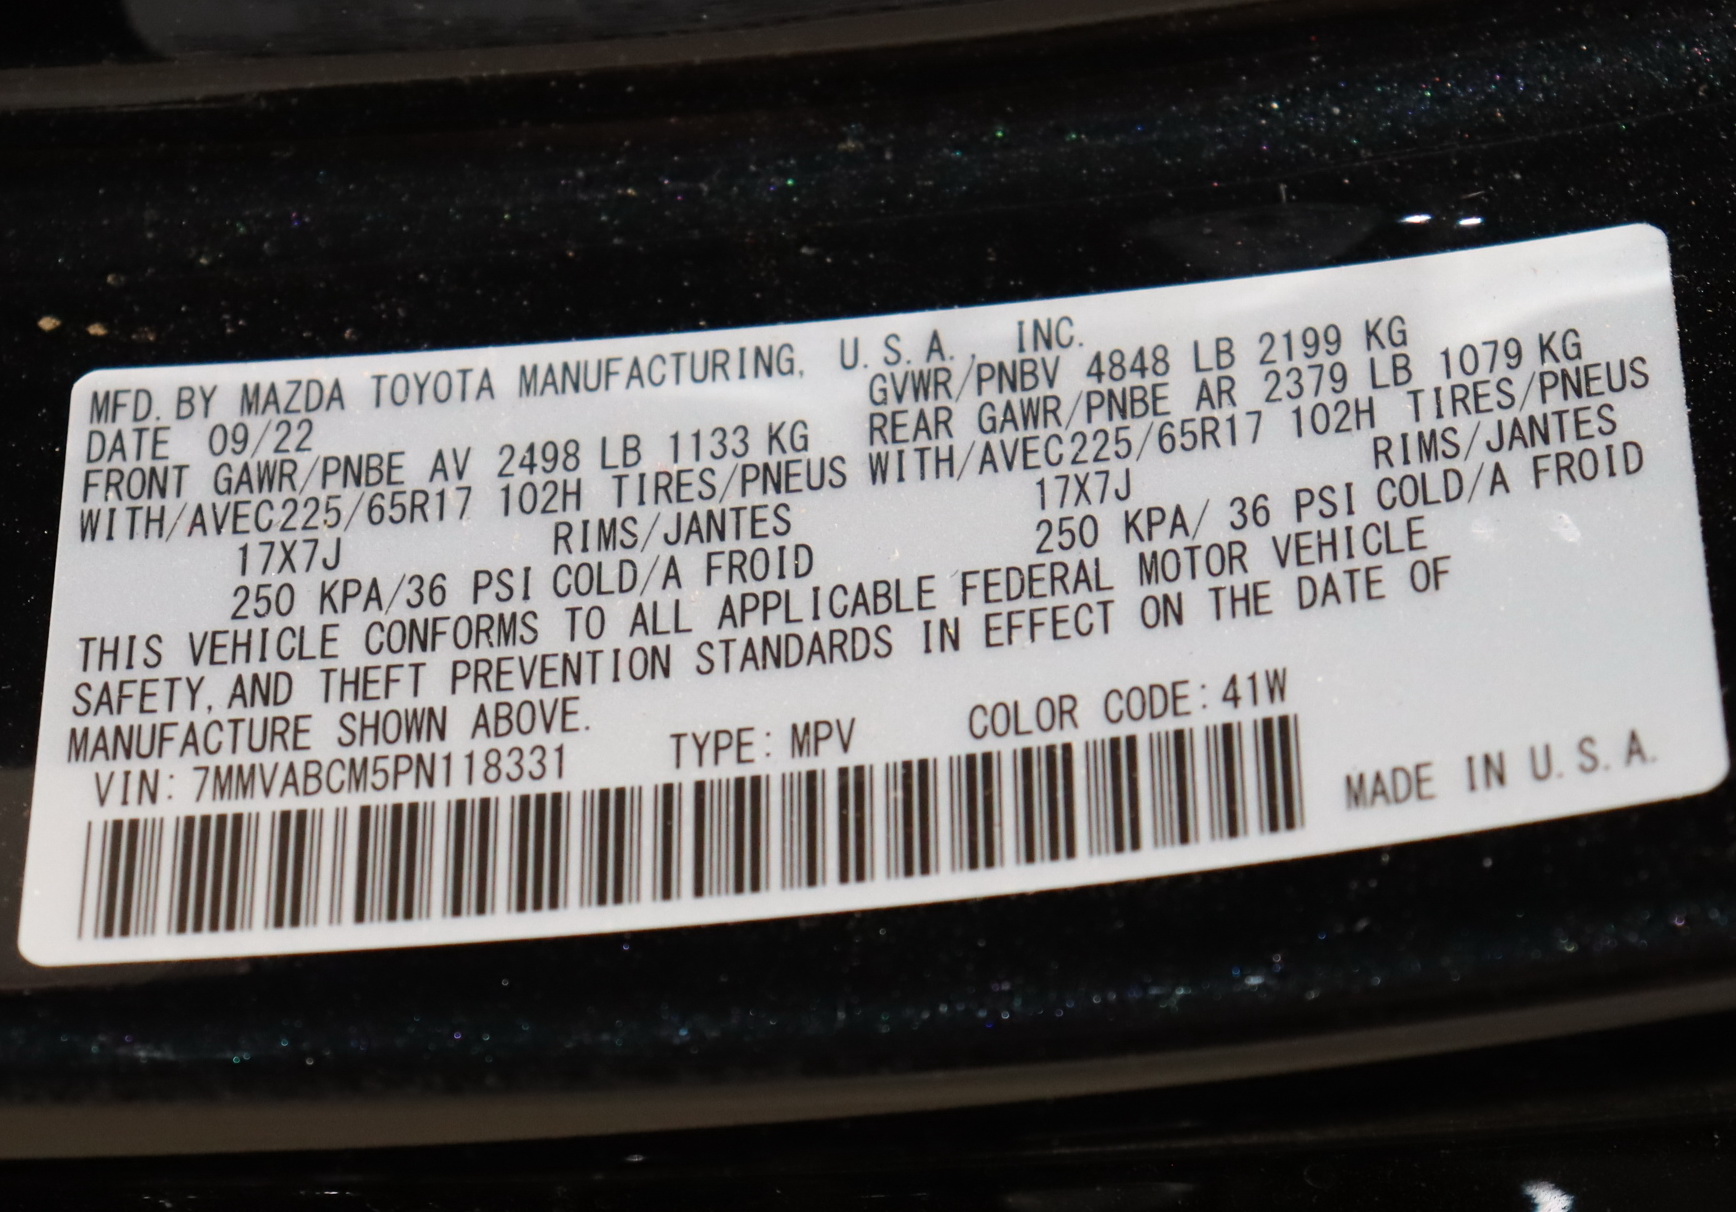 MFD. BY MAZDA TOYOTA MANUFACTURING, U.S.A., INC.
DATE 09/22 GVWR/PNBV 4848 LB 2199 KG
FRONT GAWR/PNBE AV 2498 LB 1133 KG REAR GAWR/PNBE AR 2379 LB 1079 KG
WITH/AVEC225/65R17 102H TIRES/PNEUS WITH/AVEC225/65R17 102H TIRES/PNEUS
17X7J RIMS/JANTES 17X7J RIMS/JANTES
250 KPA/36 PSI COLD/A FROID 250 KPA/ 36 PSI COLD/A FROID
THIS VEHICLE CONFORMS TO ALL APPLICABLE FEDERAL MOTOR VEHICLE
SAFETY, AND THEFT PREVENTION STANDARDS IN EFFECT ON THE DATE OF
MANUFACTURE SHOWN ABOVE.
VIN: 7MMVABCM5PN118331 TYPE: MPV COLOR CODE: 41W
MADE IN U.S.A.